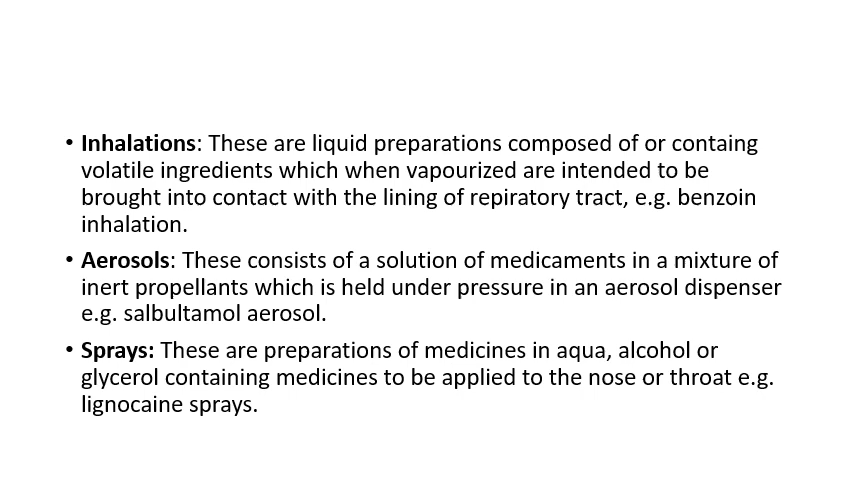 • Inhalations: These are liquid preparations composed of or containg
volatile ingredients which when vapourized are intended to be
brought into contact with the lining of repiratory tract, e.g. benzoin
inhalation.
• Aerosols: These consists of a solution of medicaments in a mixture of
inert propellants which is held under pressure in an aerosol dispenser
e.g. salbultamol aerosol.
• Sprays: These are preparations of medicines in aqua, alcohol or
glycerol containing medicines to be applied to the nose or throat e.g.
lignocaine sprays.